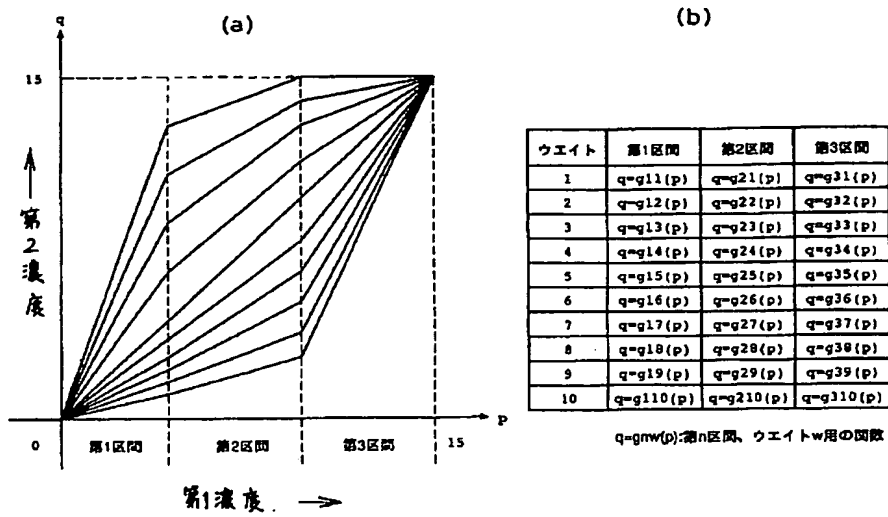 (a)
q
15
第2濃度
0
第1区間
第2区間
第3区間
15
p
第1濃度
(b)
ウエイト 第1区間 第2区間 第3区間
1 q=g11(p) q=g21(p) q=g31(p)
2 q=g12(p) q=g22(p) q=g32(p)
3 q=g13(p) q=g23(p) q=g33(p)
4 q=g14(p) q=g24(p) q=g34(p)
5 q=g15(p) q=g25(p) q=g35(p)
6 q=g16(p) q=g26(p) q=g36(p)
7 q=g17(p) q=g27(p) q=g37(p)
8 q=g18(p) q=g28(p) q=g38(p)
9 q=g19(p) q=g29(p) q=g39(p)
10 q=g110(p) q=g210(p) q=g310(p)
q=gnw(p):第n区間、ウエイトw用の関数